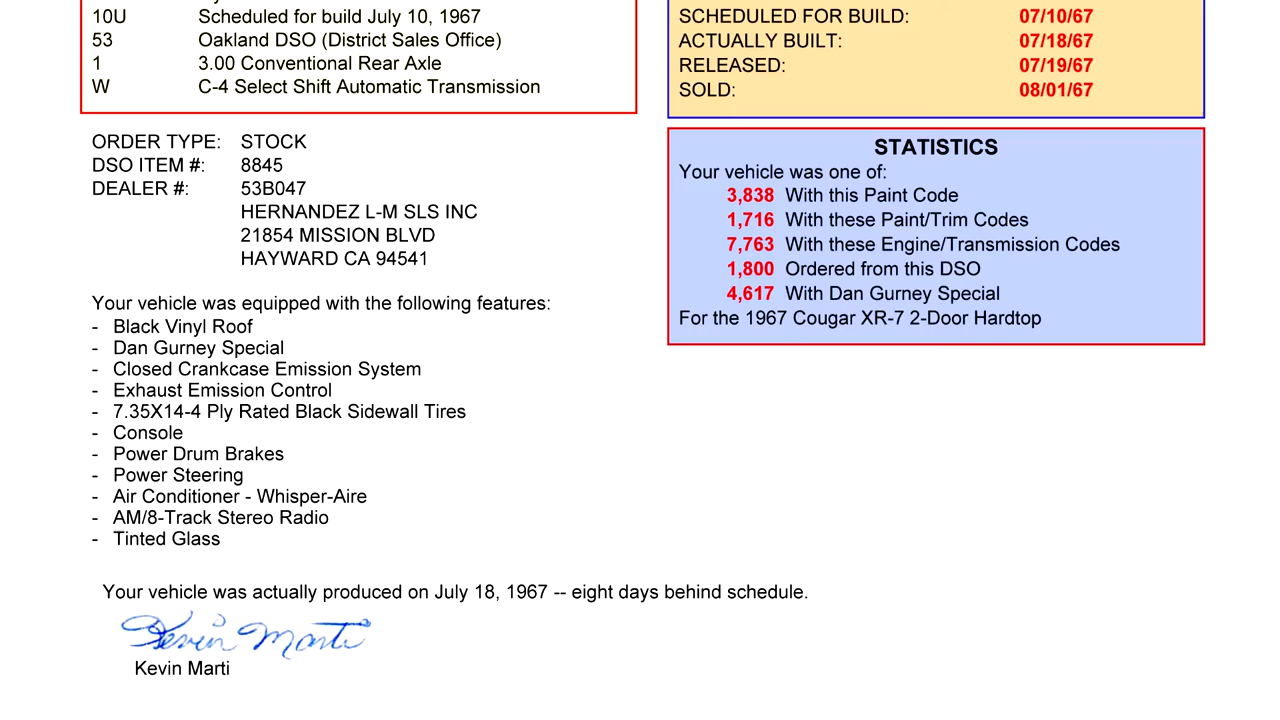 10U Scheduled for build July 10, 1967
53 Oakland DSO (District Sales Office)
1 3.00 Conventional Rear Axle
W C-4 Select Shift Automatic Transmission
SCHEDULED FOR BUILD: 07/10/67
ACTUALLY BUILT: 07/18/67
RELEASED: 07/19/67
SOLD: 08/01/67
ORDER TYPE: STOCK
DSO ITEM #: 8845
DEALER #: 53B047
HERNANDEZ L-M SLS INC
21854 MISSION BLVD
HAYWARD CA 94541
STATISTICS
Your vehicle was one of:
3,838 With this Paint Code
1,716 With these Paint/Trim Codes
7,763 With these Engine/Transmission Codes
1,800 Ordered from this DSO
4,617 With Dan Gurney Special
For the 1967 Cougar XR-7 2-Door Hardtop
Your vehicle was equipped with the following features:
- Black Vinyl Roof
- Dan Gurney Special
- Closed Crankcase Emission System
- Exhaust Emission Control
- 7.35X14-4 Ply Rated Black Sidewall Tires
- Console
- Power Drum Brakes
- Power Steering
- Air Conditioner - Whisper-Aire
- AM/8-Track Stereo Radio
- Tinted Glass
Your vehicle was actually produced on July 18, 1967 -- eight days behind schedule.
Kevin Marti
Kevin Marti